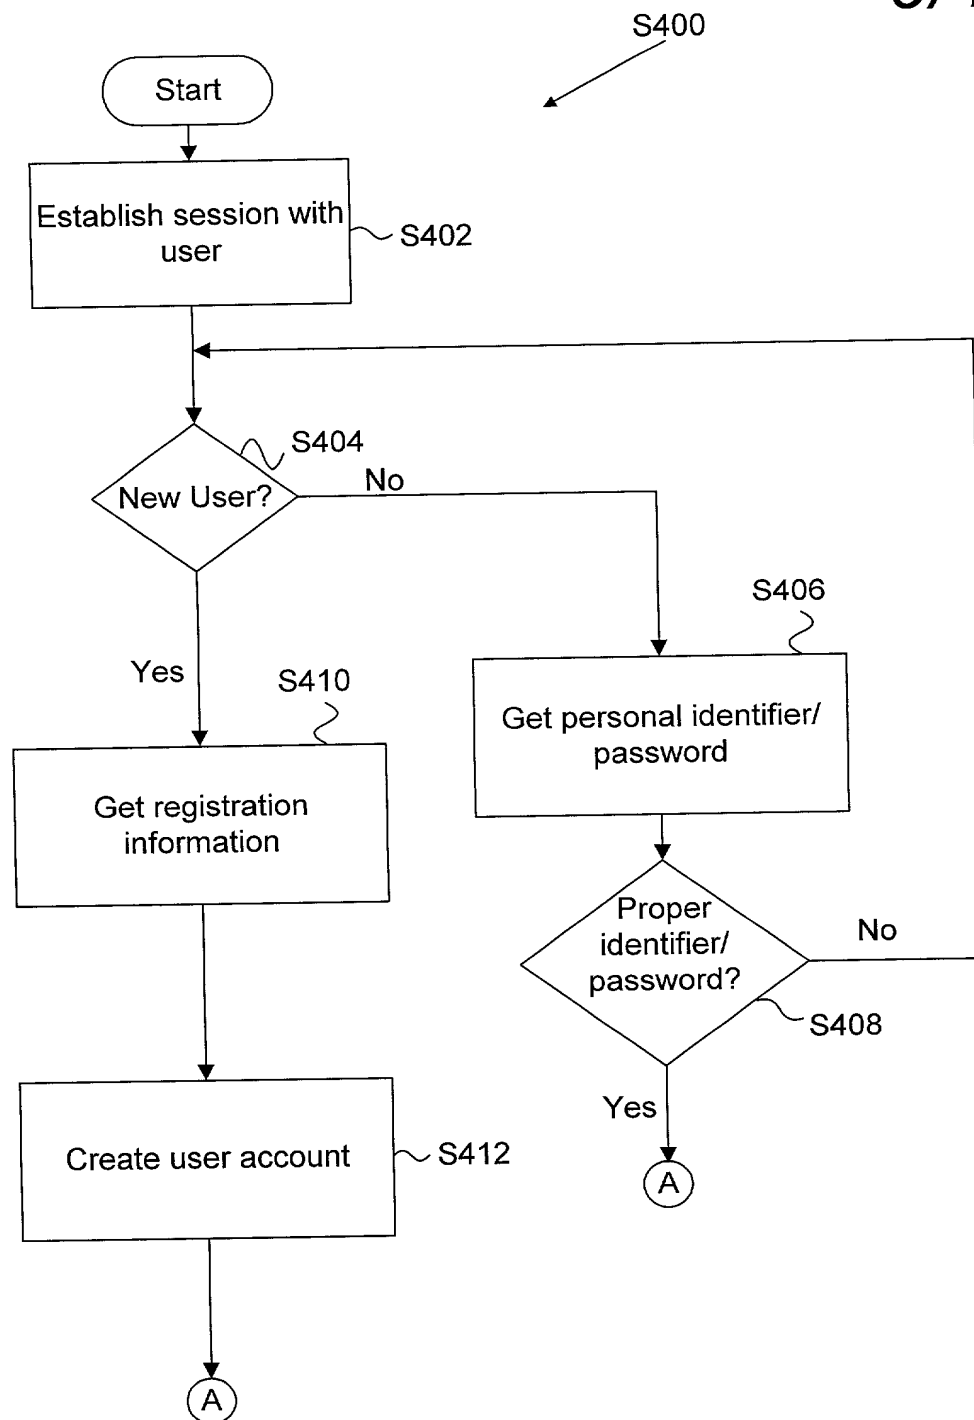 S400
Start
Establish session with
user
S402
S404
New User?
No
S406
Yes
S410
Get personal identifier/
password
Get registration
information
Proper
identifier/
password?
No
S408
Yes
Create user account
S412
A
A